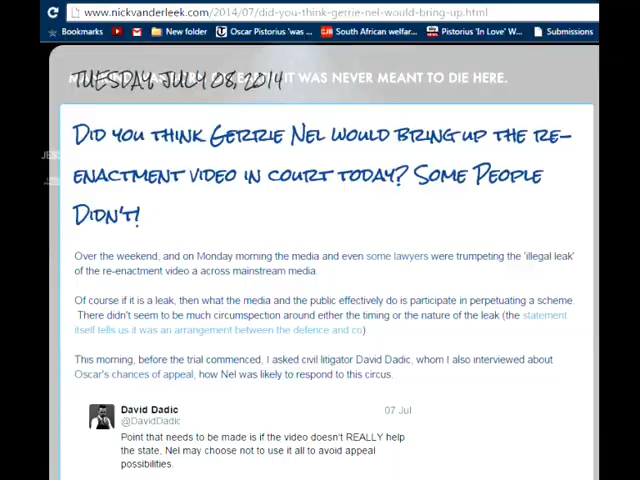 www.nickvanderleek.com/2014/07/did-you-think-gerrie-nel-would-bring-up.html
Bookmarks New folder Oscar Pistorius 'was ... South African welfar... Pistorius 'In Love' W... Submissions
IT WAS NEVER MEANT TO DIE HERE.
Tuesday, July 08, 2014
Did you think Gerrie Nel would bring up the re-
enactment video in court today? Some People
Didn't!
Over the weekend, and on Monday morning the media and even some lawyers were trumpeting the 'illegal leak'
of the re-enactment video a across mainstream media.
Of course if it is a leak, then what the media and the public effectively do is participate in perpetuating a scheme.
There didn't seem to be much circumspection around either the timing or the nature of the leak (the statement
itself tells us it was an arrangement between the defence and co)
This morning, before the trial commenced, I asked civil litigator David Dadic, whom I also interviewed about
Oscar's chances of appeal, how Nel was likely to respond to this circus.
David Dadic 07 Jul
@DavidDadic
Point that needs to be made is if the video doesn't REALLY help
the state, Nel may choose not to use it all to avoid appeal
possibilities.